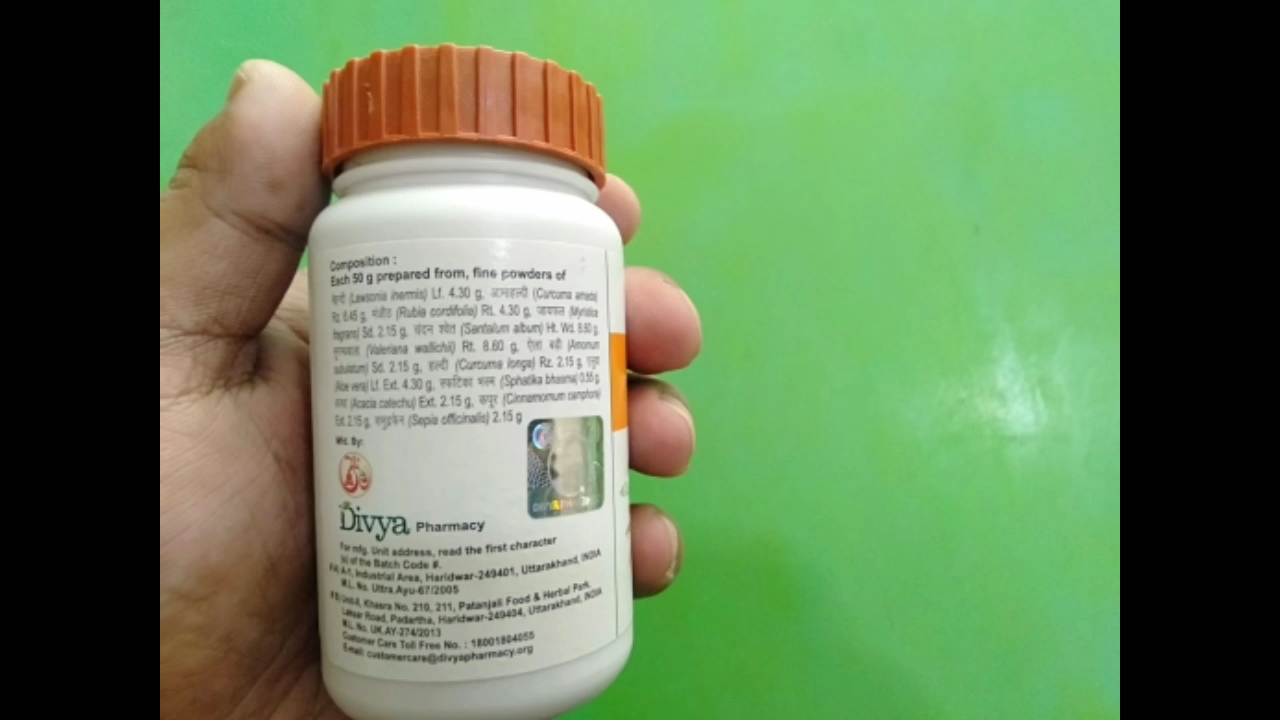 Composition :
Each 50 g prepared from, fine powders of
मेंहदी (Lawsonia inermis) Lf. 4.30 g, आमाहल्दी (Curcuma amada)
Rz. 6.45 g, मंजीठ (Rubia cordifolia) Rt. 4.30 g, जायफल (Myristica
fragrans) Sd. 2.15 g, चंदन श्वेत (Santalum album) Ht. Wd. 8.60 g,
(Valeriana wallichii) Rt. 8.60 g, ऐला बड़ी (Amomum
subulatum) Sd. 2.15 g, हल्दी (Curcuma longa) Rz. 2.15 g,
(Aloe vera) Lf. Ext. 4.30 g, स्फटिका भस्म (Sphatika bhasma) 0.55 g,
कत्था (Acacia catechu) Ext. 2.15 g, कपूर (Cinnamomum camphora)
Ext. 2.15 g, समुद्रफेन (Sepia officinalis) 2.15 g
Mfd. By:
Divya Pharmacy
For mfg. Unit address, read the first character
(s) of the Batch Code #.
A-1, Industrial Area, Haridwar-249401, Uttarakhand, INDIA
M.L. No. Uttra.Ayu-67/2005
Unit-II, Khasra No. 210, 211, Patanjali Food & Herbal Park,
Laksar Road, Padartha, Haridwar-249404, Uttarakhand, INDIA
M.L. No. UK.AY-274/2013
Customer Care Toll Free No. : 18001804055
E-mail: customercare@divyapharmacy.org